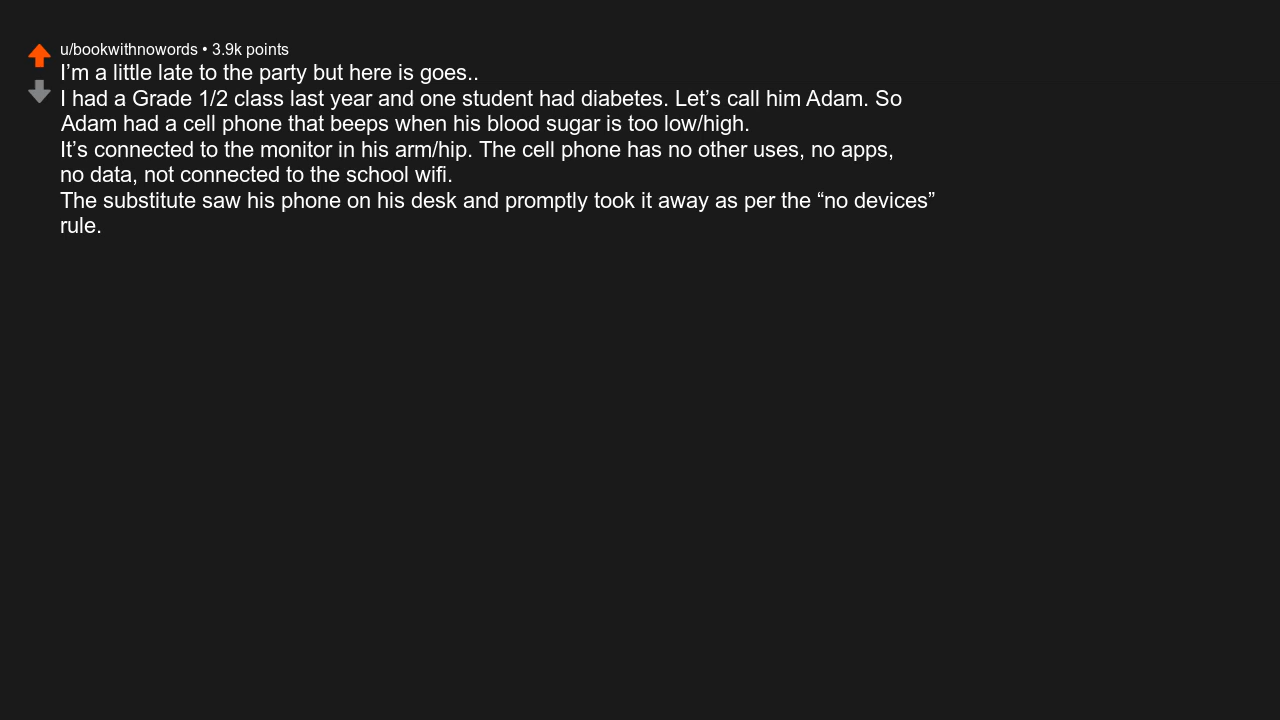 u/bookwithnowords • 3.9k points
I’m a little late to the party but here is goes..
I had a Grade 1/2 class last year and one student had diabetes. Let’s call him Adam. So
Adam had a cell phone that beeps when his blood sugar is too low/high.
It’s connected to the monitor in his arm/hip. The cell phone has no other uses, no apps,
no data, not connected to the school wifi.
The substitute saw his phone on his desk and promptly took it away as per the “no devices”
rule.